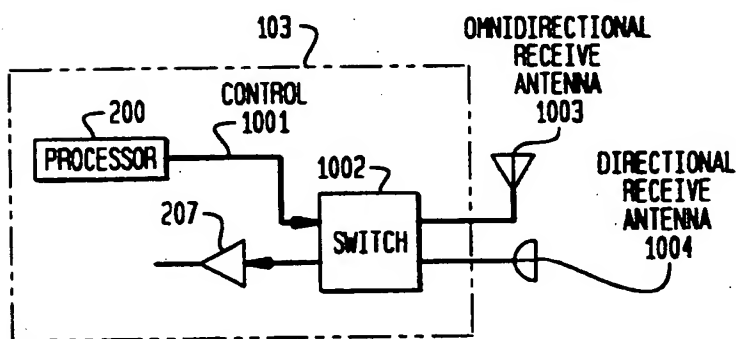 103
OMNIDIRECTIONAL
RECEIVE
ANTENNA
1003
200
CONTROL
1001
PROCESSOR
1002
DIRECTIONAL
RECEIVE
ANTENNA
1004
207
SWITCH